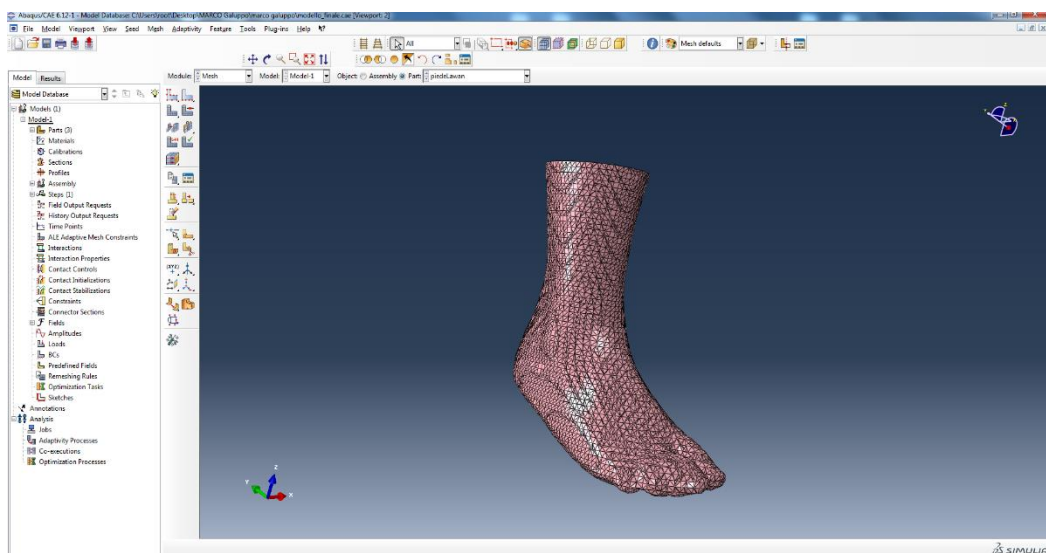 Abaqus/CAE 6.12-1 - Model Database: C:\Users\root\Desktop\MARCO Galuppo\marco galuppo\modello_finale.cae [Viewport: 2]
File Model Viewport View Seed Mesh Adaptivity Feature Tools Plug-ins Help
All
Mesh defaults
Model Results
Module: Mesh Model: Model-1 Object: Assembly Part: piedeLawan
Model Database
Models (1)
Model-1
Parts (3)
Materials
Calibrations
Sections
Profiles
Assembly
Steps (1)
Field Output Requests
History Output Requests
Time Points
ALE Adaptive Mesh Constraints
Interactions
Interaction Properties
Contact Controls
Contact Initializations
Contact Stabilizations
Constraints
Connector Sections
Fields
Amplitudes
Loads
BCs
Predefined Fields
Remeshing Rules
Optimization Tasks
Sketches
Annotations
Analysis
Jobs
Adaptivity Processes
Co-executions
Optimization Processes
Z
Y
X
SIMULIA